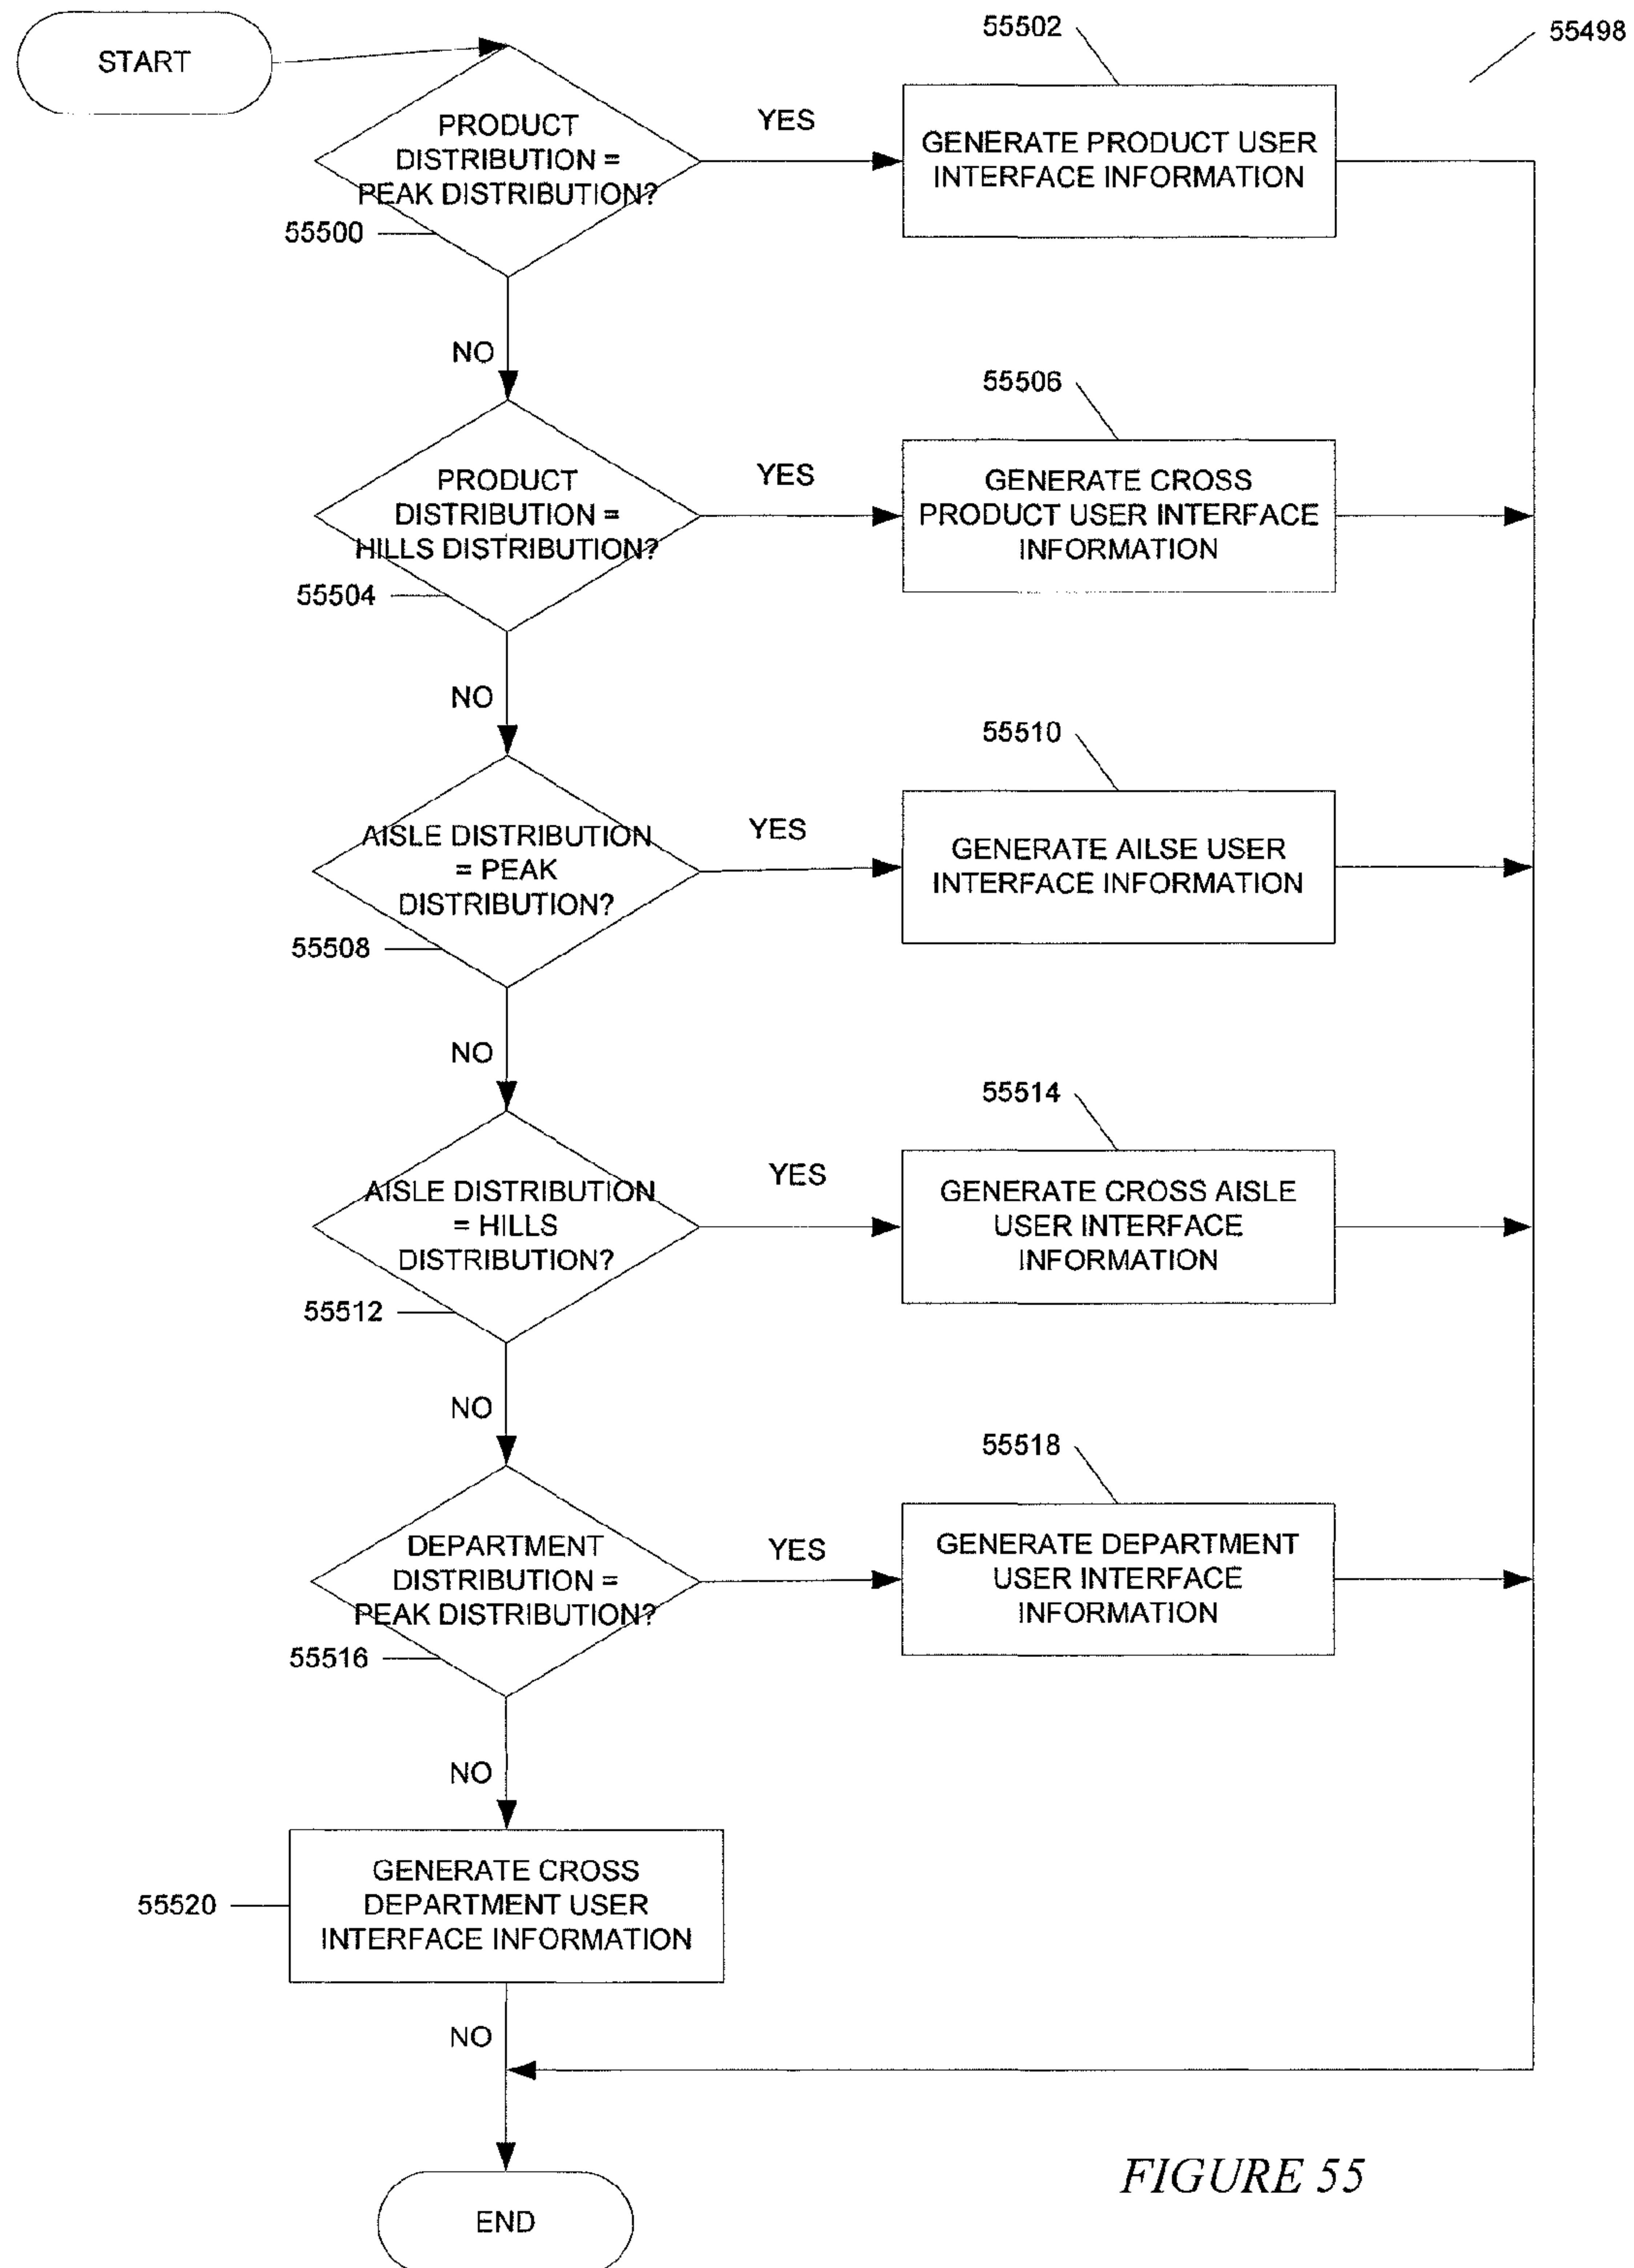 START
55502
55498
PRODUCT
DISTRIBUTION =
PEAK DISTRIBUTION?
YES
GENERATE PRODUCT USER
INTERFACE INFORMATION
55500
NO
55506
PRODUCT
DISTRIBUTION =
HILLS DISTRIBUTION?
YES
GENERATE CROSS
PRODUCT USER INTERFACE
INFORMATION
55504
NO
55510
AISLE DISTRIBUTION
= PEAK
DISTRIBUTION?
YES
GENERATE AILSE USER
INTERFACE INFORMATION
55508
NO
55514
AISLE DISTRIBUTION
= HILLS
DISTRIBUTION?
YES
GENERATE CROSS AISLE
USER INTERFACE
INFORMATION
55512
NO
55518
DEPARTMENT
DISTRIBUTION =
PEAK DISTRIBUTION?
YES
GENERATE DEPARTMENT
USER INTERFACE
INFORMATION
55516
NO
GENERATE CROSS
DEPARTMENT USER
INTERFACE INFORMATION
55520
NO
FIGURE 55
END